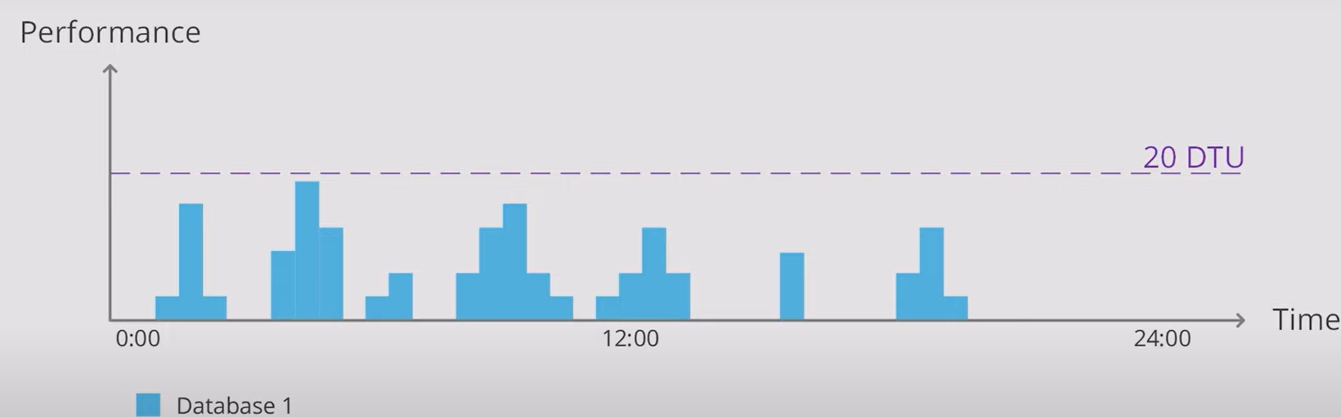 Performance
20 DTU
Time
0:00
12:00
24:00
Database 1